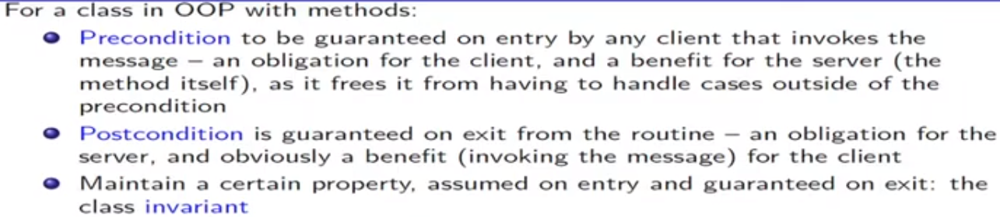 For a class in OOP with methods:
Precondition to be guaranteed on entry by any client that invokes the
message – an obligation for the client, and a benefit for the server (the
method itself), as it frees it from having to handle cases outside of the
precondition
Postcondition is guaranteed on exit from the routine – an obligation for the
server, and obviously a benefit (invoking the message) for the client
Maintain a certain property, assumed on entry and guaranteed on exit: the
class invariant